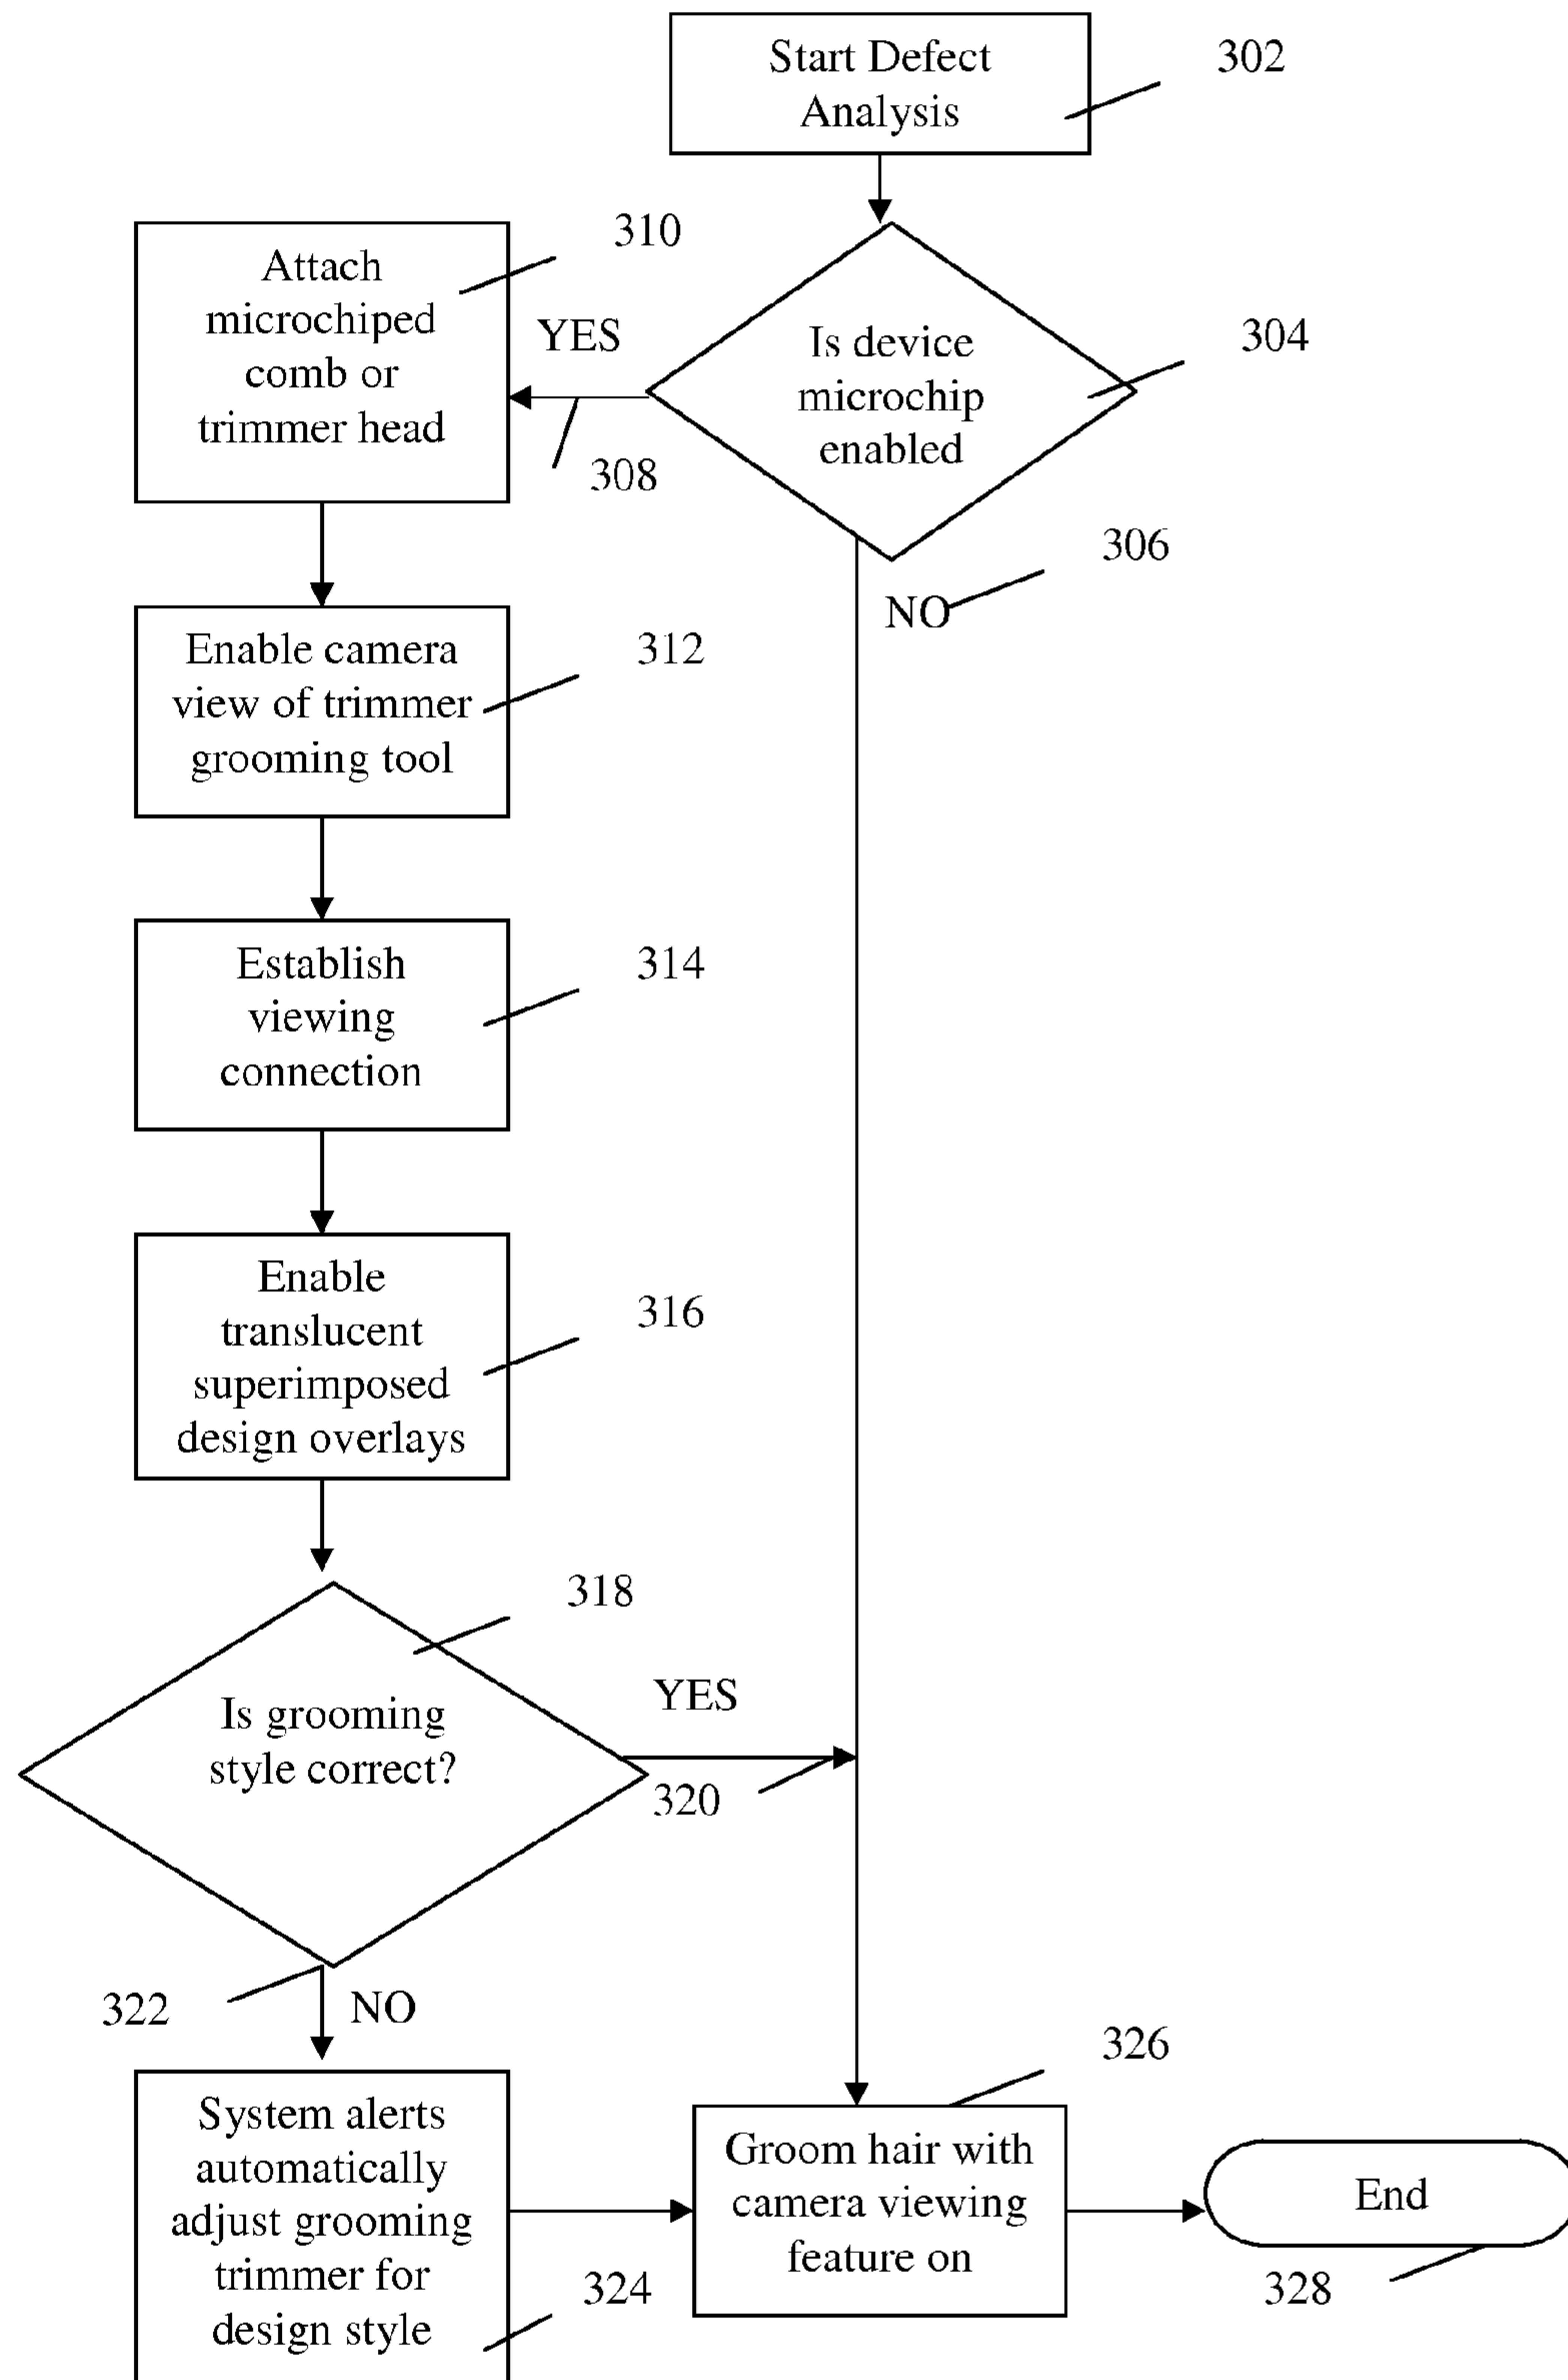 Start Defect
Analysis
302
Attach
microchiped
comb or
trimmer head
310
YES
308
Is device
microchip
enabled
304
306
NO
Enable camera
view of trimmer
grooming tool
312
Establish
viewing
connection
314
Enable
translucent
superimposed
design overlays
316
Is grooming
style correct?
318
YES
320
322
NO
System alerts
automatically
adjust grooming
trimmer for
design style
324
Groom hair with
camera viewing
feature on
326
End
328